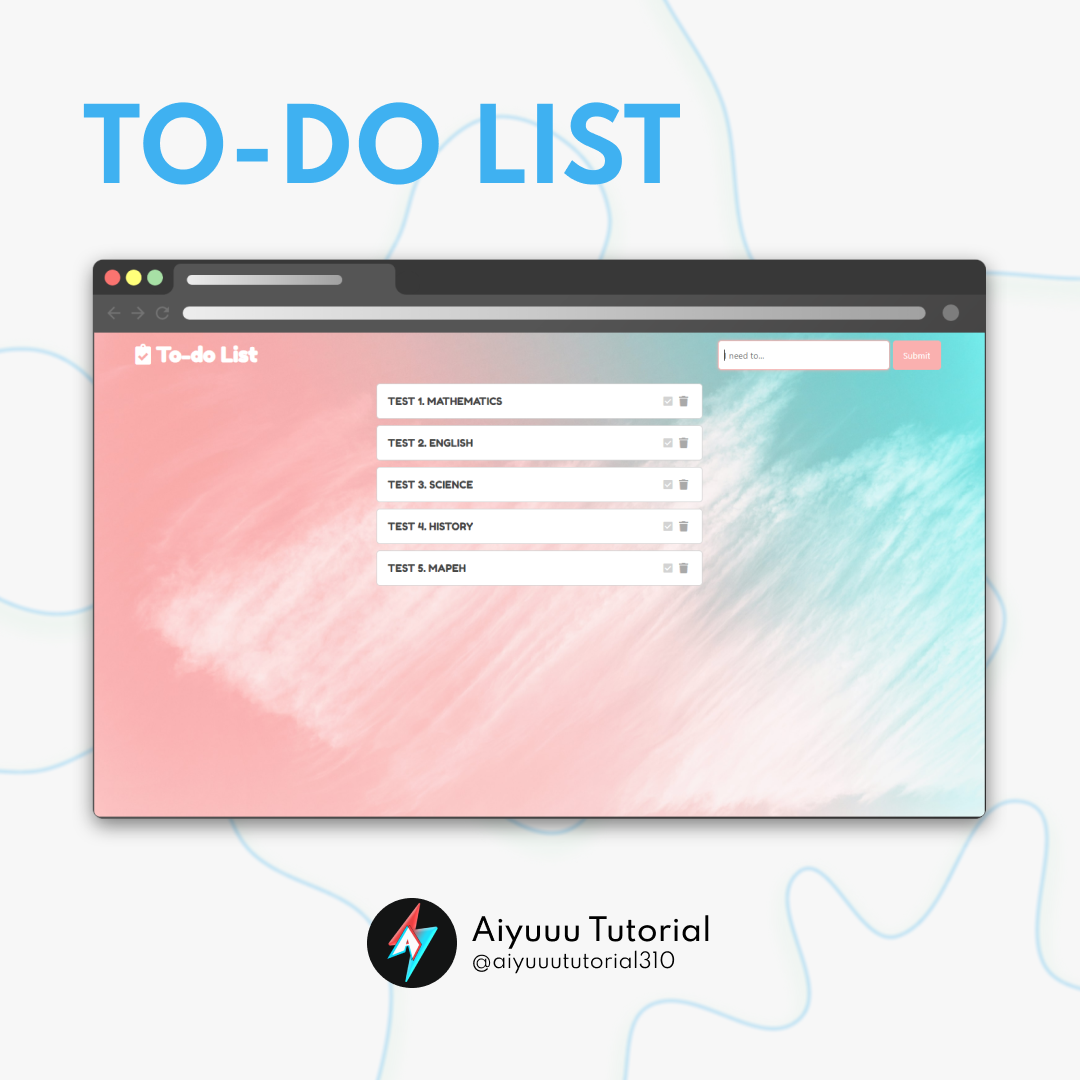 TO-DO LIST
To-do List
need to...
Submit
TEST 1. MATHEMATICS
TEST 2. ENGLISH
TEST 3. SCIENCE
TEST 4. HISTORY
TEST 5. MAPEH
A
Aiyuuu Tutorial
@aiyuuututorial310